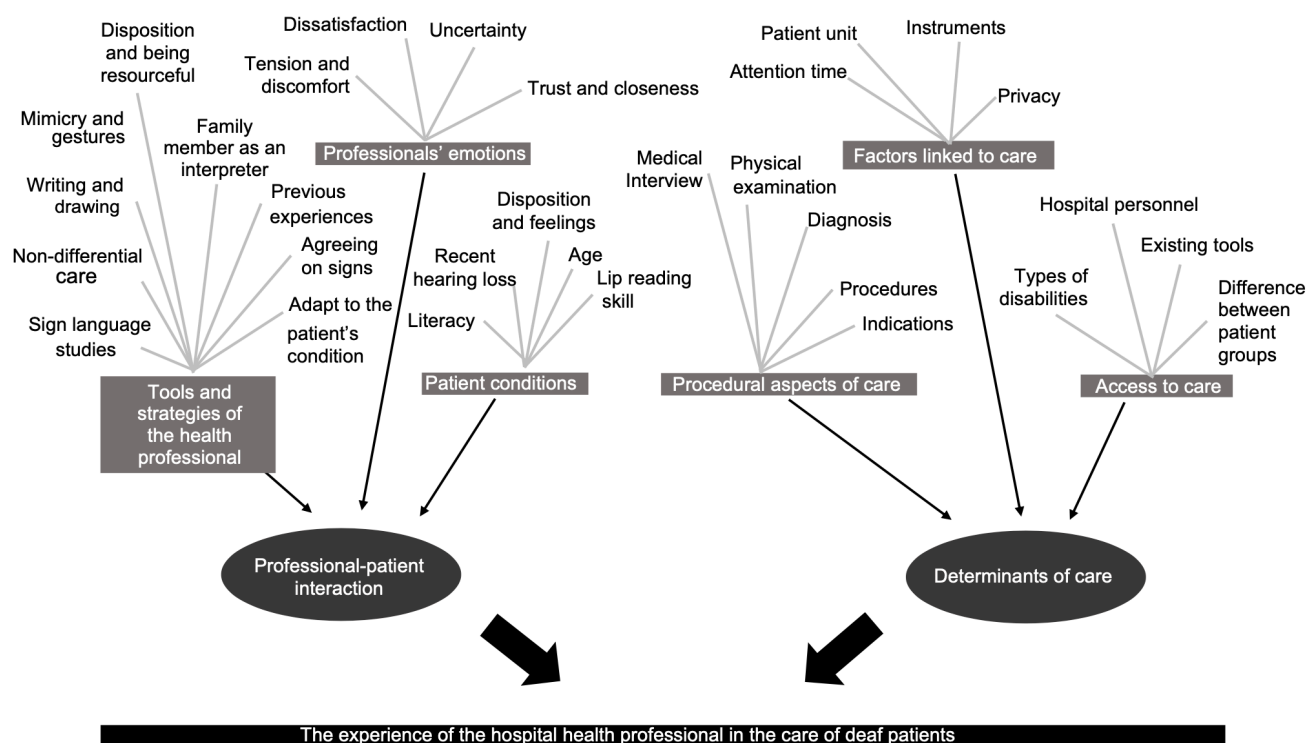 Disposition
and being
resourceful
Mimicry and
gestures
Writing and
drawing
Non-differential
care
Sign language
studies
Family
member as an
interpreter
Previous
experiences
Agreeing
on signs
Adapt to the
patient's
condition
Tools and
strategies of
the health
professional
Tension and
discomfort
Dissatisfaction
Uncertainty
Trust and closeness
Professionals' emotions
Literacy
Recent
hearing loss
Disposition
and feelings
Age
Lip reading
skill
Patient conditions
Medical
Interview
Physical
examination
Diagnosis
Procedures
Indications
Procedural aspects of care
Attention time
Patient unit
Instruments
Privacy
Factors linked to care
Types of
disabilities
Hospital personnel
Existing tools
Difference
between
patient
groups
Access to care
Professional-patient
interaction
Determinants of care
The experience of the hospital health professional in the care of deaf patients